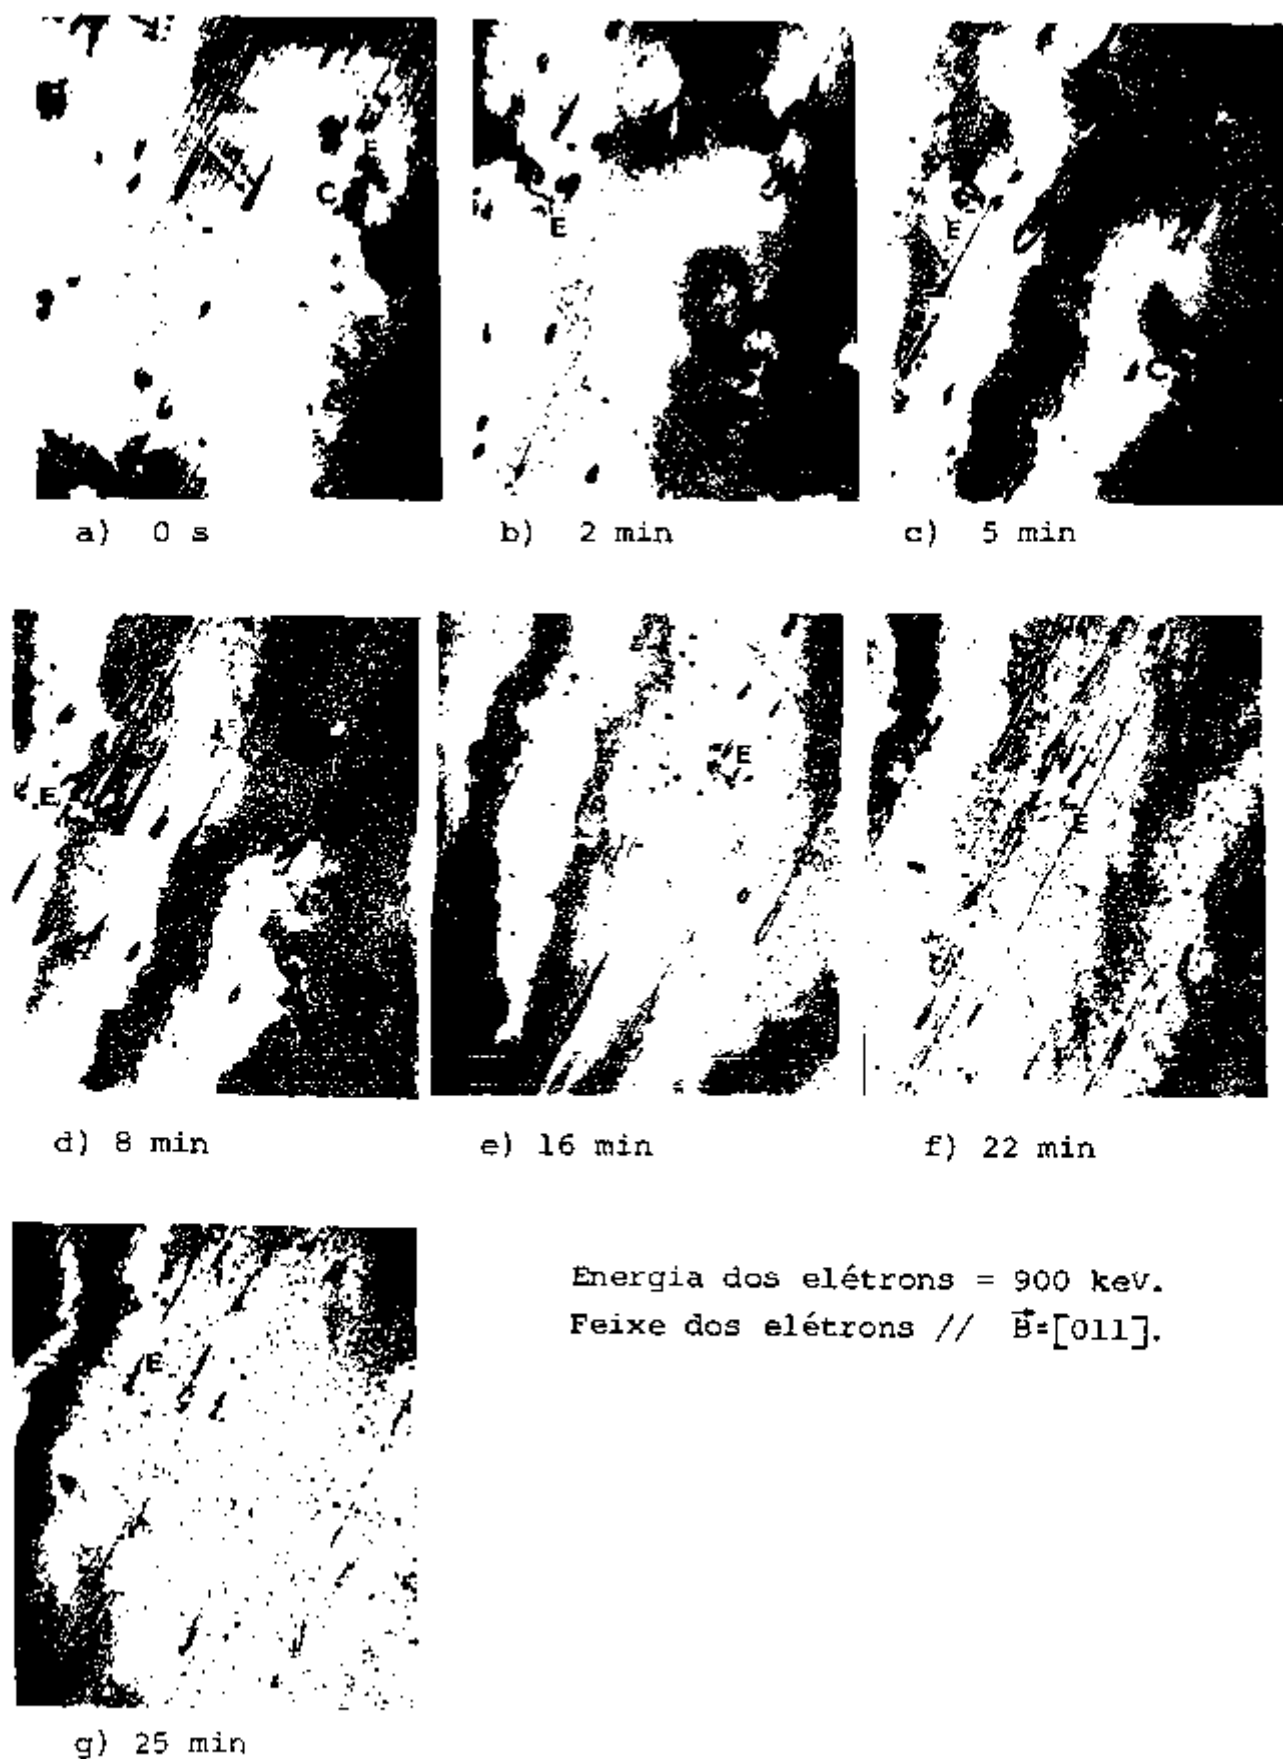 E
C
a) 0 s
E
b) 2 min
E
C
c) 5 min
E
d) 8 min
E
e) 16 min
E
f) 22 min
Energia dos elétrons = 900 keV.
Feixe dos elétrons // B⃗=[011].
E
g) 25 min